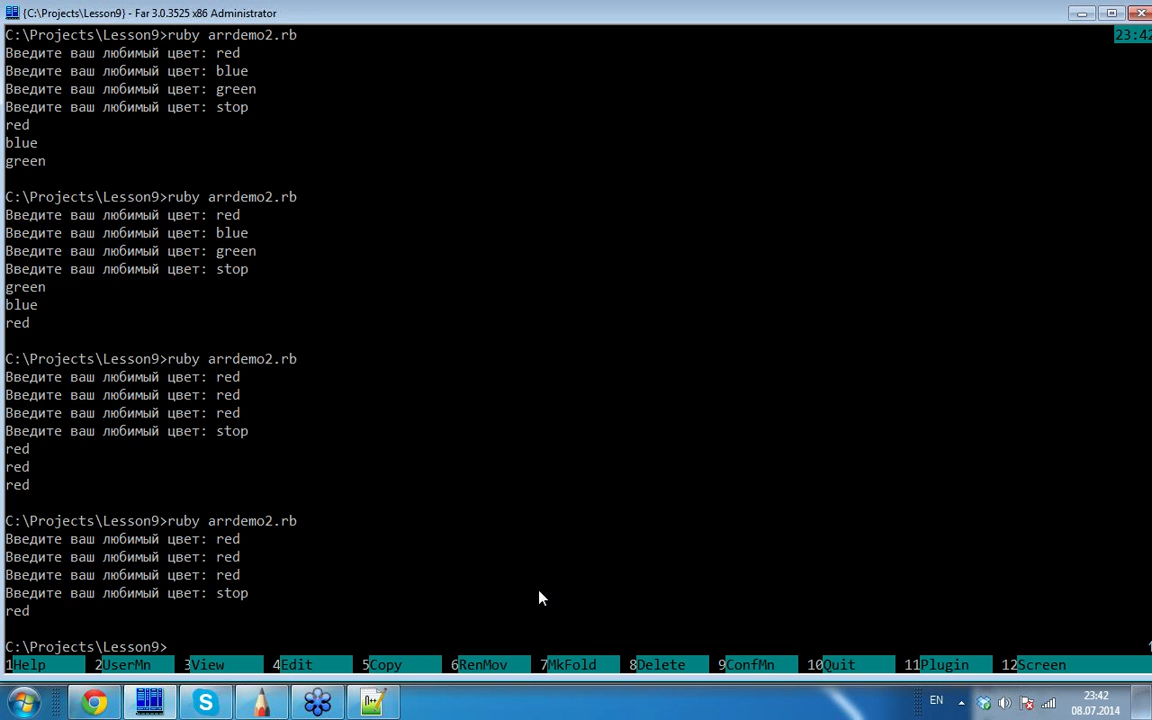 {C:\Projects\Lesson9} - Far 3.0.3525 x86 Administrator
C:\Projects\Lesson9>ruby arrdemo2.rb
23:42
Введите ваш любимый цвет: red
Введите ваш любимый цвет: blue
Введите ваш любимый цвет: green
Введите ваш любимый цвет: stop
red
blue
green
C:\Projects\Lesson9>ruby arrdemo2.rb
Введите ваш любимый цвет: red
Введите ваш любимый цвет: blue
Введите ваш любимый цвет: green
Введите ваш любимый цвет: stop
green
blue
red
C:\Projects\Lesson9>ruby arrdemo2.rb
Введите ваш любимый цвет: red
Введите ваш любимый цвет: red
Введите ваш любимый цвет: red
Введите ваш любимый цвет: stop
red
red
red
C:\Projects\Lesson9>ruby arrdemo2.rb
Введите ваш любимый цвет: red
Введите ваш любимый цвет: red
Введите ваш любимый цвет: red
Введите ваш любимый цвет: stop
red
C:\Projects\Lesson9>
1Help 2UserMn 3View 4Edit 5Copy 6RenMov 7MkFold 8Delete 9ConfMn 10Quit 11Plugin 12Screen
EN
23:42
08.07.2014